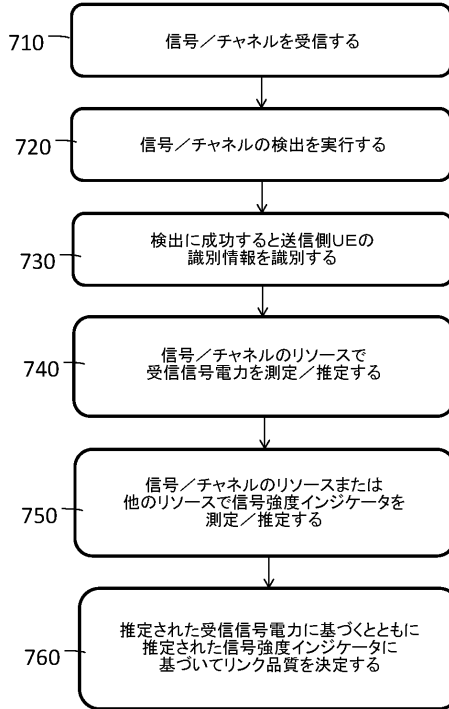 710
信号／チャネルを受信する
720
信号／チャネルの検出を実行する
730
検出に成功すると送信側UEの
識別情報を識別する
740
信号／チャネルのリソースで
受信信号電力を測定／推定する
750
信号／チャネルのリソースまたは
他のリソースで信号強度インジケータを
測定／推定する
760
推定された受信信号電力に基づくとともに
推定された信号強度インジケータに
基づいてリンク品質を決定する